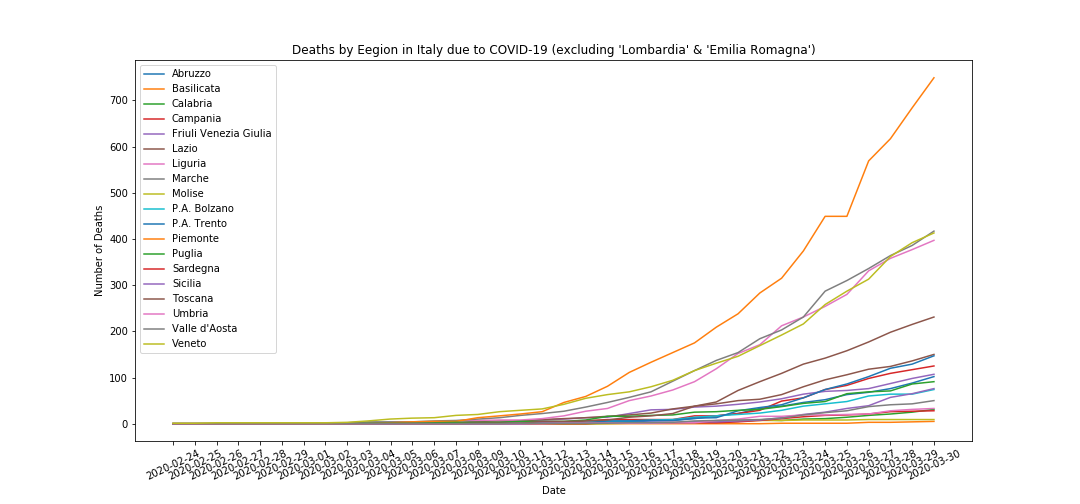 Deaths by Eegion in Italy due to COVID-19 (excluding 'Lombardia' & 'Emilia Romagna')
Abruzzo
Basilicata
Calabria
Campania
Friuli Venezia Giulia
Lazio
Liguria
Marche
Molise
P.A. Bolzano
P.A. Trento
Piemonte
Puglia
Sardegna
Sicilia
Toscana
Umbria
Valle d'Aosta
Veneto
Number of Deaths
700
600
500
400
300
200
100
0
2020-02-24
2020-02-25
2020-02-26
2020-02-27
2020-02-28
2020-02-29
2020-03-01
2020-03-02
2020-03-03
2020-03-04
2020-03-05
2020-03-06
2020-03-07
2020-03-08
2020-03-09
2020-03-10
2020-03-11
2020-03-12
2020-03-13
2020-03-14
2020-03-15
2020-03-16
2020-03-17
2020-03-18
2020-03-19
2020-03-20
2020-03-21
2020-03-22
2020-03-23
2020-03-24
2020-03-25
2020-03-26
2020-03-27
2020-03-28
2020-03-29
2020-03-30
Date